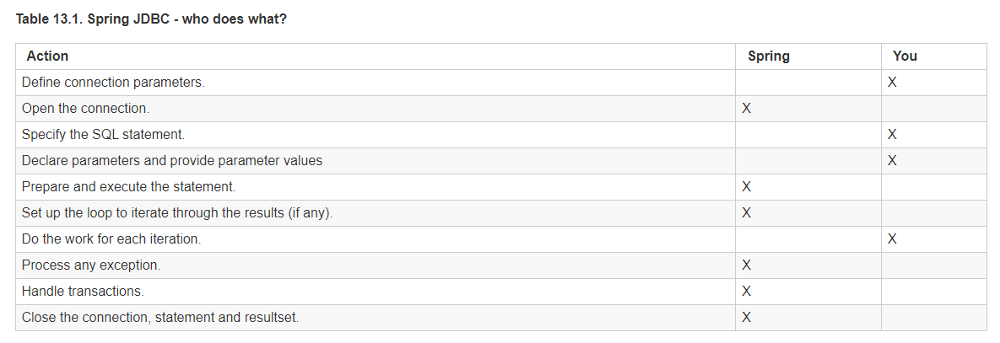 Table 13.1. Spring JDBC - who does what?
Action Spring You
Define connection parameters. X
Open the connection. X
Specify the SQL statement. X
Declare parameters and provide parameter values X
Prepare and execute the statement. X
Set up the loop to iterate through the results (if any). X
Do the work for each iteration. X
Process any exception. X
Handle transactions. X
Close the connection, statement and resultset. X